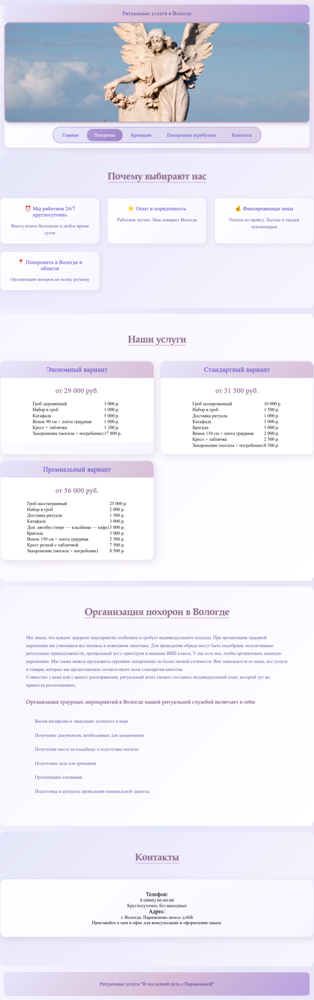 Ритуальные услуги в Вологде
Главная Похороны Кремация Похоронная атрибутика Контакты
Почему выбирают нас
⏰ Мы работаем 24/7
круглосуточно
Выезд агента бесплатно в любое время
суток
⭐ Опыт и порядочность
Работаем честно. Нам доверяет Вологда
💰 Фиксированные цены
Оплата по прайсу. Льготы и скидки
пенсионерам
📍 Похоронить в Вологде и
области
Организация похорон по всему региону
Наши услуги
Экономный вариант
от 29 000 руб.
Гроб деревянный 3 000 р.
Набор в гроб 1 000 р.
Катафалк 5 000 р.
Венок 90 см + лента траурная 1 000 р.
Крест + табличка 1 200 р.
Захоронение (могила + погребение) 17 800 р.
Стандартный вариант
от 31 500 руб.
Гроб полированный 10 000 р.
Набор в гроб 1 500 р.
Доставка ритуала 1 000 р.
Катафалк 3 000 р.
Бригада 3 000 р.
Венок 110 см + лента траурная 2 000 р.
Крест + табличка 2 500 р.
Захоронение (могила + погребение) 8 500 р.
Премиальный вариант
от 56 000 руб.
Гроб шестигранный 25 000 р.
Набор в гроб 2 000 р.
Доставка ритуала 1 500 р.
Катафалк 3 000 р.
Доп. автобус (морг — кладбище — кафе) 3 000 р.
Бригада 3 000 р.
Венок 150 см + лента траурная 2 500 р.
Крест резной с табличкой 7 500 р.
Захоронение (могила + погребение) 8 500 р.
Организация похорон в Вологде
Мы знаем, что каждое траурное мероприятие особенное и требует индивидуального подхода. При организации траурной
церемонии мы учитываем все нюансы и пожелания заказчика. Для проведения обряда могут быть подобраны эксклюзивные
ритуальные принадлежности, прощальный зал с оркестром и машины ВИП класса. У нас есть все, чтобы организовать пышную
церемонию. Мы также можем предложить скромное захоронение по более низкой стоимости. Вне зависимости от цены, все услуги
и товары, которые мы предоставляем соответствуют всем стандартам качества.
Совместно с вами или с вашего распоряжения, ритуальный агент сможет составить индивидуальный план, который тут же
примется реализовывать.
Организация траурных мероприятий в Вологде нашей ритуальной службой включает в себя:
Вызов катафалка и эвакуацию усопшего в морг
Получение документов, необходимых для захоронения
Получения места на кладбище и подготовка могилы
Подготовка зала для прощания
Организация отпевания
Подготовка и контроль проведения поминальной трапезы
Контакты
Телефон:
8 (6666) 66-66-66
Круглосуточно, без выходных
Адрес:
г. Вологда, Парамоново шоссе д.66Б
Приезжайте к нам в офис для консультации и оформления заказа.
Ритуальные услуги "В последний путь с Парамонькой"